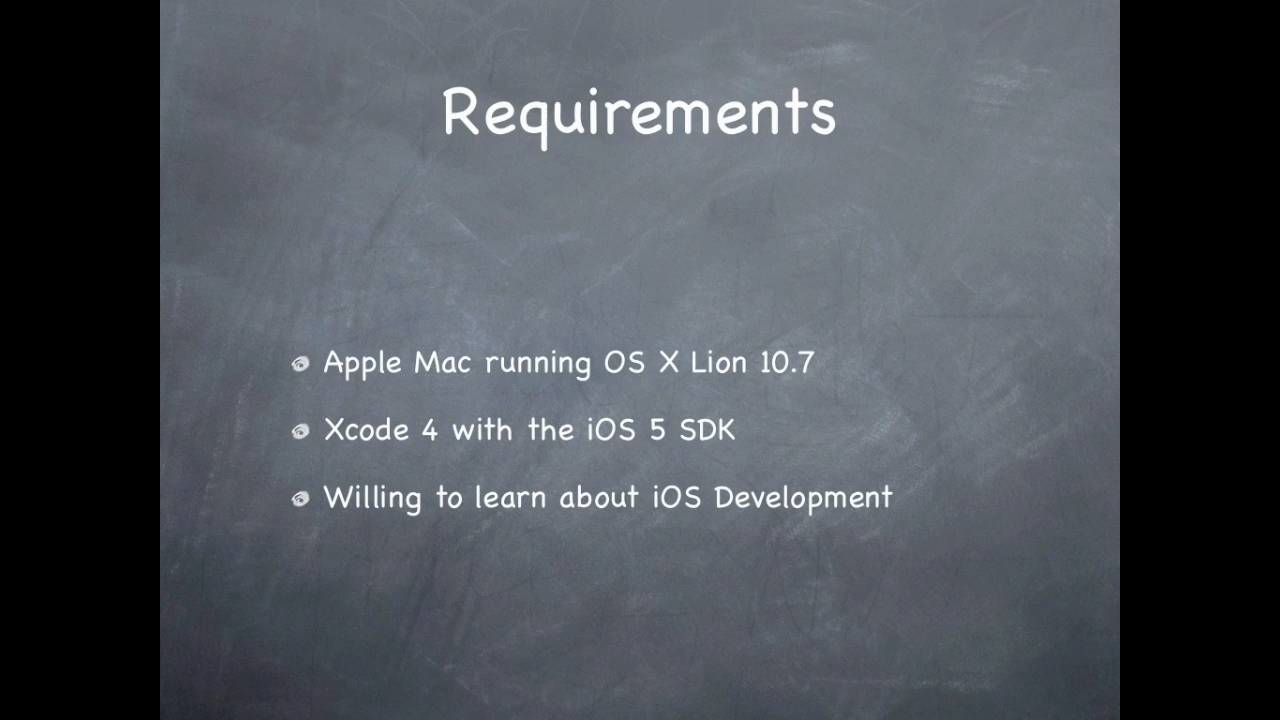 Requirements
Apple Mac running OS X Lion 10.7
Xcode 4 with the iOS 5 SDK
Willing to learn about iOS Development